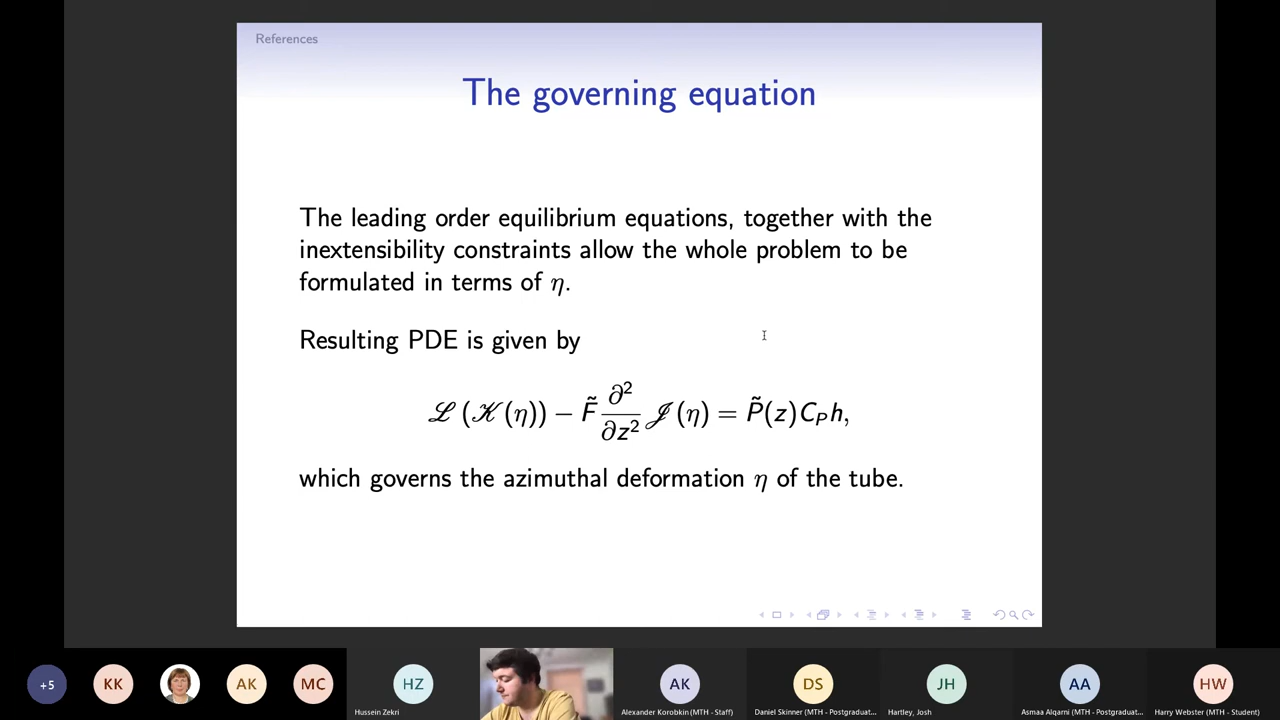 References
The governing equation
The leading order equilibrium equations, together with the
inextensibility constraints allow the whole problem to be
formulated in terms of η.
Resulting PDE is given by
ℒ (𝒦 (η)) − F̃ ∂²/∂z² 𝒥 (η) = P̃(z)C_P h,
which governs the azimuthal deformation η of the tube.
+5 KK AK MC HZ AK DS JH AA HW
Hussein Zekri Alexander Korobkin (MTH - Staff) Daniel Skinner (MTH - Postgraduat... Hartley, Josh Asmaa Alqarni (MTH - Postgraduat... Harry Webster (MTH - Student)